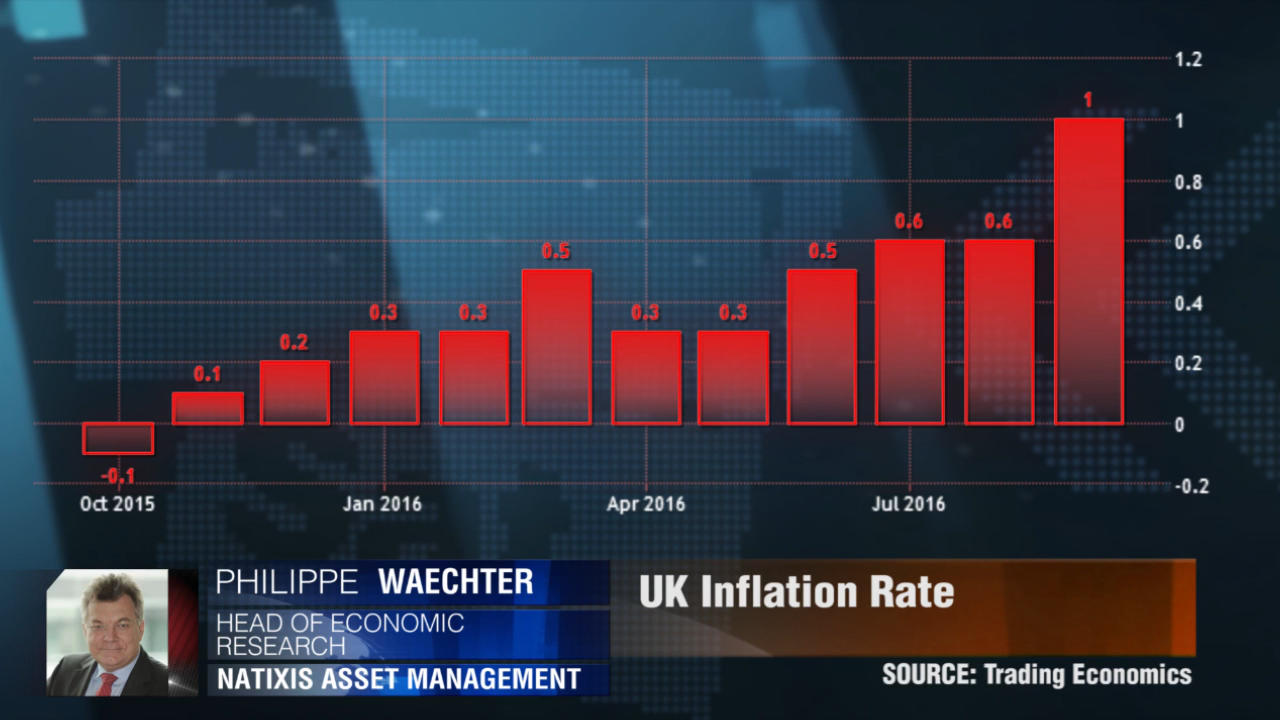 1.2
1
1
0.8
0.6
0.6
0.6
0.5
0.5
0.4
0.3
0.3
0.3
0.3
0.2
0.2
0.1
0
-0.1
-0.2
Oct 2015 Jan 2016 Apr 2016 Jul 2016
PHILIPPE WAECHTER
HEAD OF ECONOMIC
RESEARCH
NATIXIS ASSET MANAGEMENT
UK Inflation Rate
SOURCE: Trading Economics